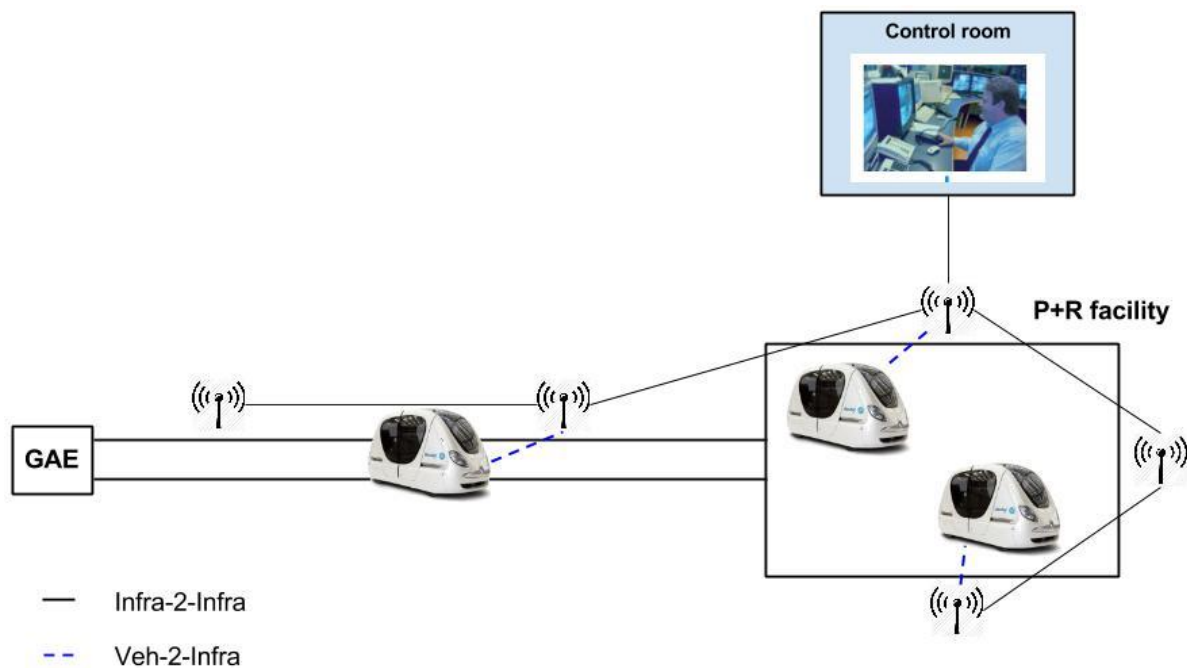 Control room
P+R facility
GAE
Infra-2-Infra
Veh-2-Infra